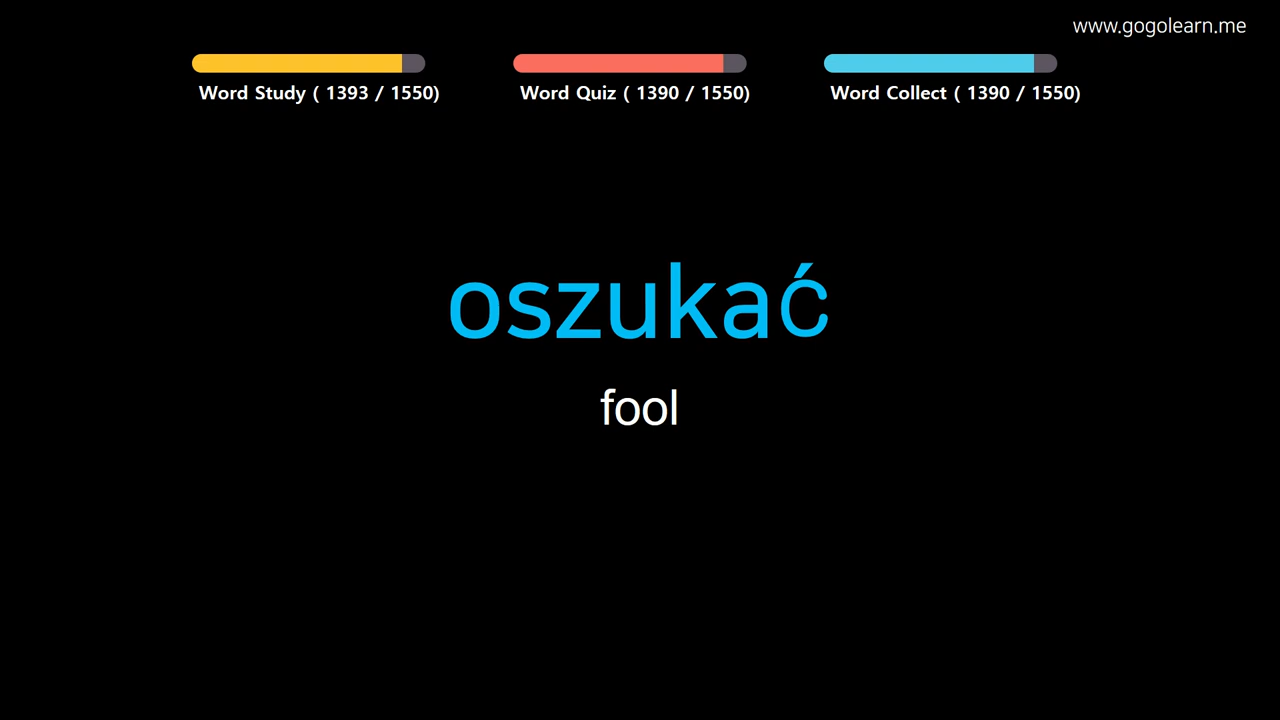 www.gogolearn.me
Word Study ( 1393 / 1550)
Word Quiz ( 1390 / 1550)
Word Collect ( 1390 / 1550)
oszukać
fool